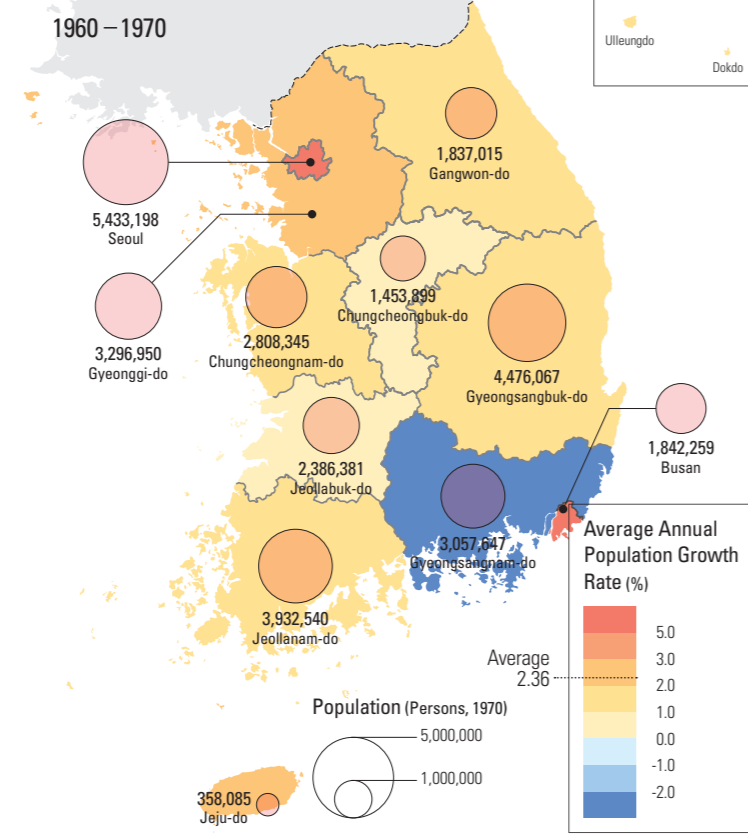 1960 – 1970
Ulleungdo
Dokdo
1,837,015
Gangwon-do
5,433,198
Seoul
1,453,899
Chungcheongbuk-do
3,296,950
Gyeonggi-do
2,808,345
Chungcheongnam-do
4,476,067
Gyeongsangbuk-do
1,842,259
Busan
2,386,381
Jeollabuk-do
3,057,647
Gyeongsangnam-do
3,932,540
Jeollanam-do
358,085
Jeju-do
Population (Persons, 1970)
5,000,000
1,000,000
Average Annual
Population Growth
Rate (%)
5.0
3.0
Average
2.36
2.0
1.0
0.0
-1.0
-2.0